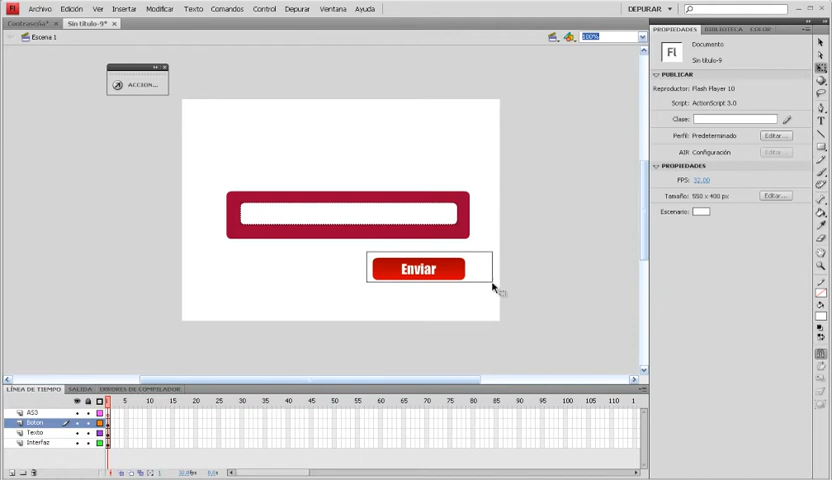 Fl Archivo Edición Ver Insertar Modificar Texto Comandos Control Depurar Ventana Ayuda DEPURAR
Contraseña* Sin título-9*
Escena 1 100%
ACCION...
Enviar
PROPIEDADES BIBLIOTECA COLOR
Fl Documento
Sin título-9
PUBLICAR
Reproductor: Flash Player 10
Script: ActionScript 3.0
Clase:
Perfil: Predeterminado Editar...
AIR Configuración Editar...
PROPIEDADES
FPS: 32.00
Tamaño: 550 x 400 px Editar...
Escenario:
LÍNEA DE TIEMPO SALIDA ERRORES DE COMPILADOR
5 10 15 20 25 30 35 40 45 50 55 60 65 70 75 80 85 90 95 100 105 110
AS3
Boton
Texto
Interfaz